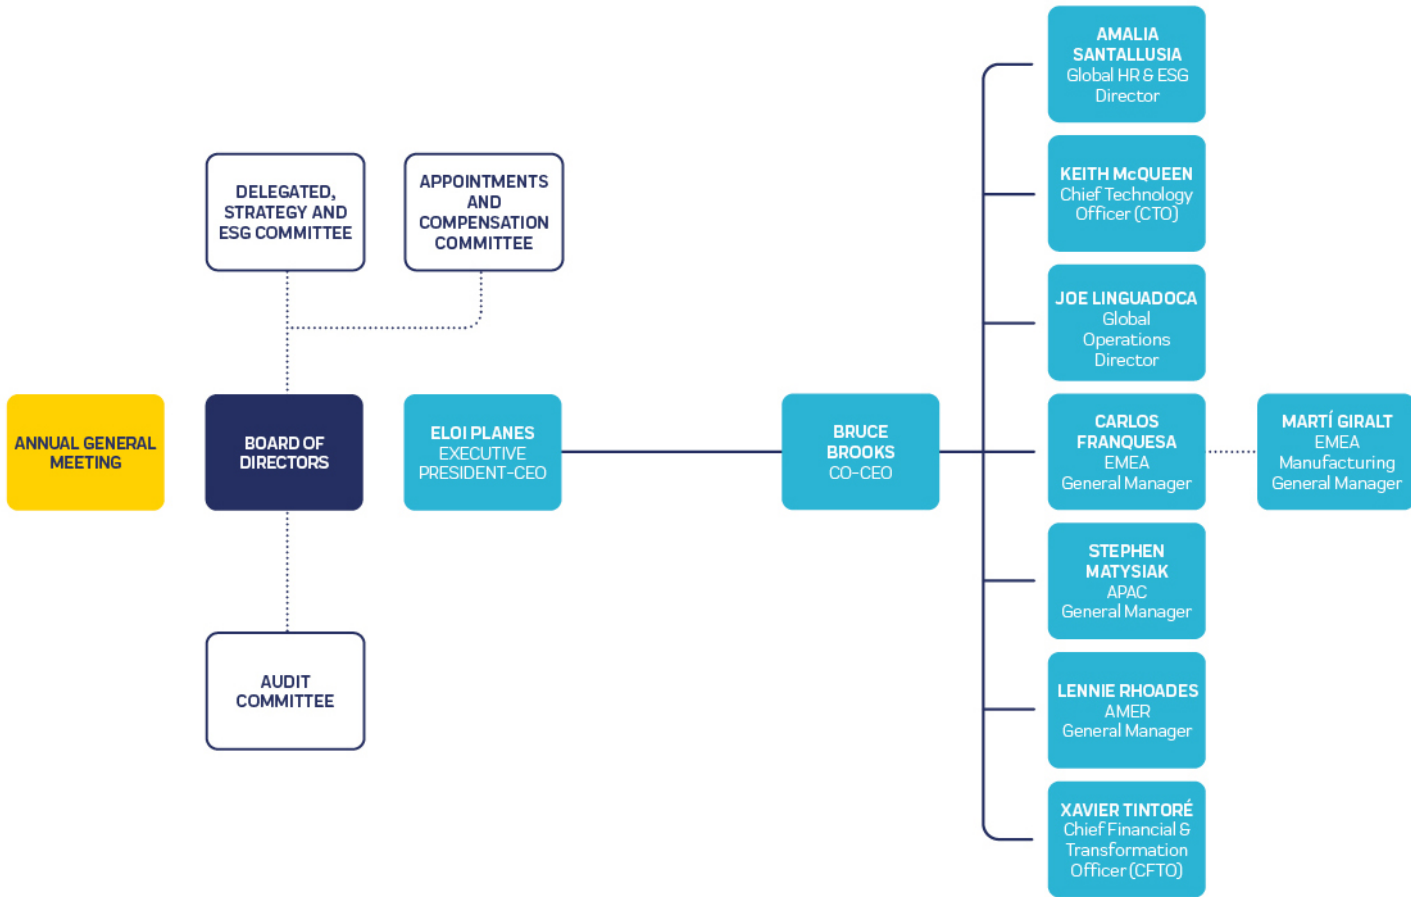 AMALIA
SANTALLUSIA
Global HR & ESG
Director
DELEGATED,
STRATEGY AND
ESG COMMITTEE
APPOINTMENTS
AND
COMPENSATION
COMMITTEE
KEITH McQUEEN
Chief Technology
Officer (CTO)
JOE LINGUADOCA
Global
Operations
Director
ANNUAL GENERAL
MEETING
BOARD OF
DIRECTORS
ELOI PLANES
EXECUTIVE
PRESIDENT-CEO
BRUCE
BROOKS
CO-CEO
CARLOS
FRANQUESA
EMEA
General Manager
MARTÍ GIRALT
EMEA
Manufacturing
General Manager
STEPHEN
MATYSIAK
APAC
General Manager
AUDIT
COMMITTEE
LENNIE RHOADES
AMER
General Manager
XAVIER TINTORÉ
Chief Financial &
Transformation
Officer (CFTO)